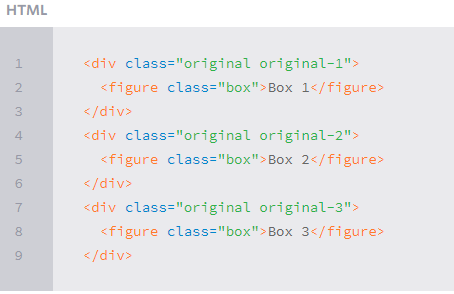 HTML
1 <div class="original original-1">
2   <figure class="box">Box 1</figure>
3 </div>
4 <div class="original original-2">
5   <figure class="box">Box 2</figure>
6 </div>
7 <div class="original original-3">
8   <figure class="box">Box 3</figure>
9 </div>